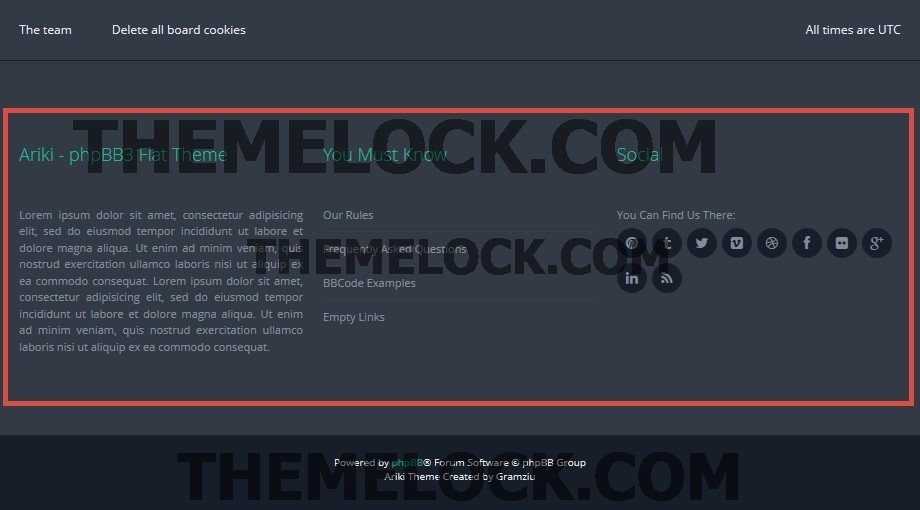 The team Delete all board cookies All times are UTC
THEMELOCK.COM
Ariki - phpBB3 Flat Theme
Lorem ipsum dolor sit amet, consectetur adipisicing
elit, sed do eiusmod tempor incididunt ut labore et
dolore magna aliqua. Ut enim ad minim veniam, quis
nostrud exercitation ullamco laboris nisi ut aliquip ex
ea commodo consequat. Lorem ipsum dolor sit amet,
consectetur adipisicing elit, sed do eiusmod tempor
incididunt ut labore et dolore magna aliqua. Ut enim
ad minim veniam, quis nostrud exercitation ullamco
laboris nisi ut aliquip ex ea commodo consequat.
You Must Know
Our Rules
Frequently Asked Questions
BBCode Examples
Empty Links
Social
You Can Find Us There:
THEMELOCK.COM
Powered by phpBB® Forum Software © phpBB Group
Ariki Theme Created by Gramziu
THEMELOCK.COM